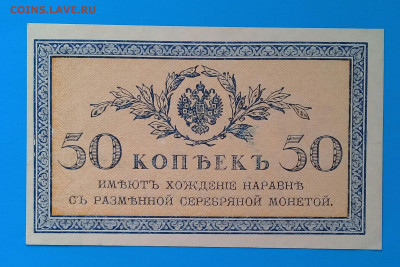 COINS.LAVE.RU
50 КОПѢЕКЪ 50
ИМѢЮТЪ ХОЖДЕНІЕ НАРАВНѢ
СЪ РАЗМѢННОЙ СЕРЕБРЯНОЙ МОНЕТОЙ.